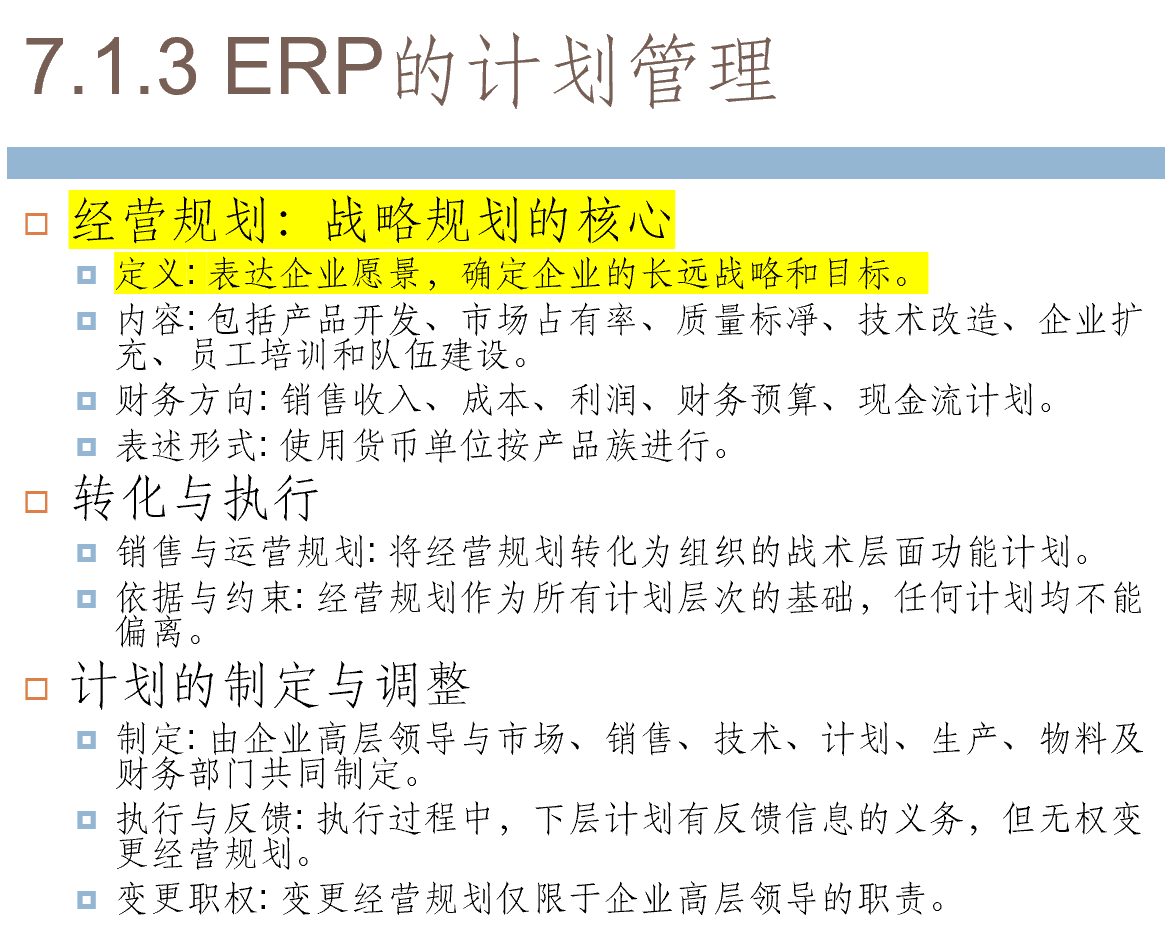 7.1.3 ERP的计划管理
经营规划：战略规划的核心
定义: 表达企业愿景，确定企业的长远战略和目标。
内容: 包括产品开发、市场占有率、质量标凈、技术改造、企业扩
充、员工培训和队伍建设。
财务方向: 销售收入、成本、利润、财务预算、现金流计划。
表述形式: 使用货币单位按产品族进行。
转化与执行
销售与运营规划: 将经营规划转化为组织的战术层面功能计划。
依据与约束: 经营规划作为所有计划层次的基础，任何计划均不能
偏离。
计划的制定与调整
制定: 由企业高层领导与市场、销售、技术、计划、生产、物料及
财务部门共同制定。
执行与反馈: 执行过程中，下层计划有反馈信息的义务，但无权变
更经营规划。
变更职权: 变更经营规划仅限于企业高层领导的职责。